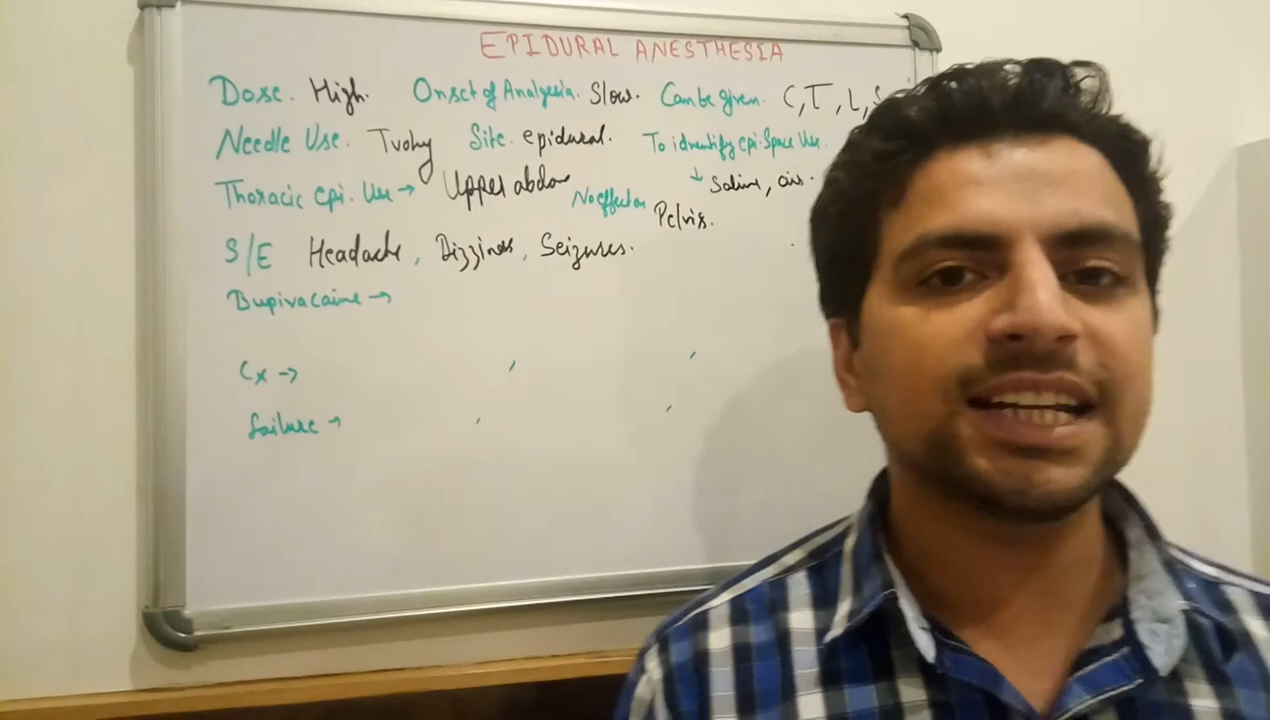 EPIDURAL ANESTHESIA
Dose. High. Onset of Analgesia. Slow. Can be given. C, T, L, S
Needle Use. Tuohy Site. epidural. To identify epi. Space Use.
↓ Saline, air.
Thoracic epi. Use → Upper abdom No effect on Pelvis.
S/E Headache, Dizziness, Seizures.
Bupivacaine →
Cx →
failure →